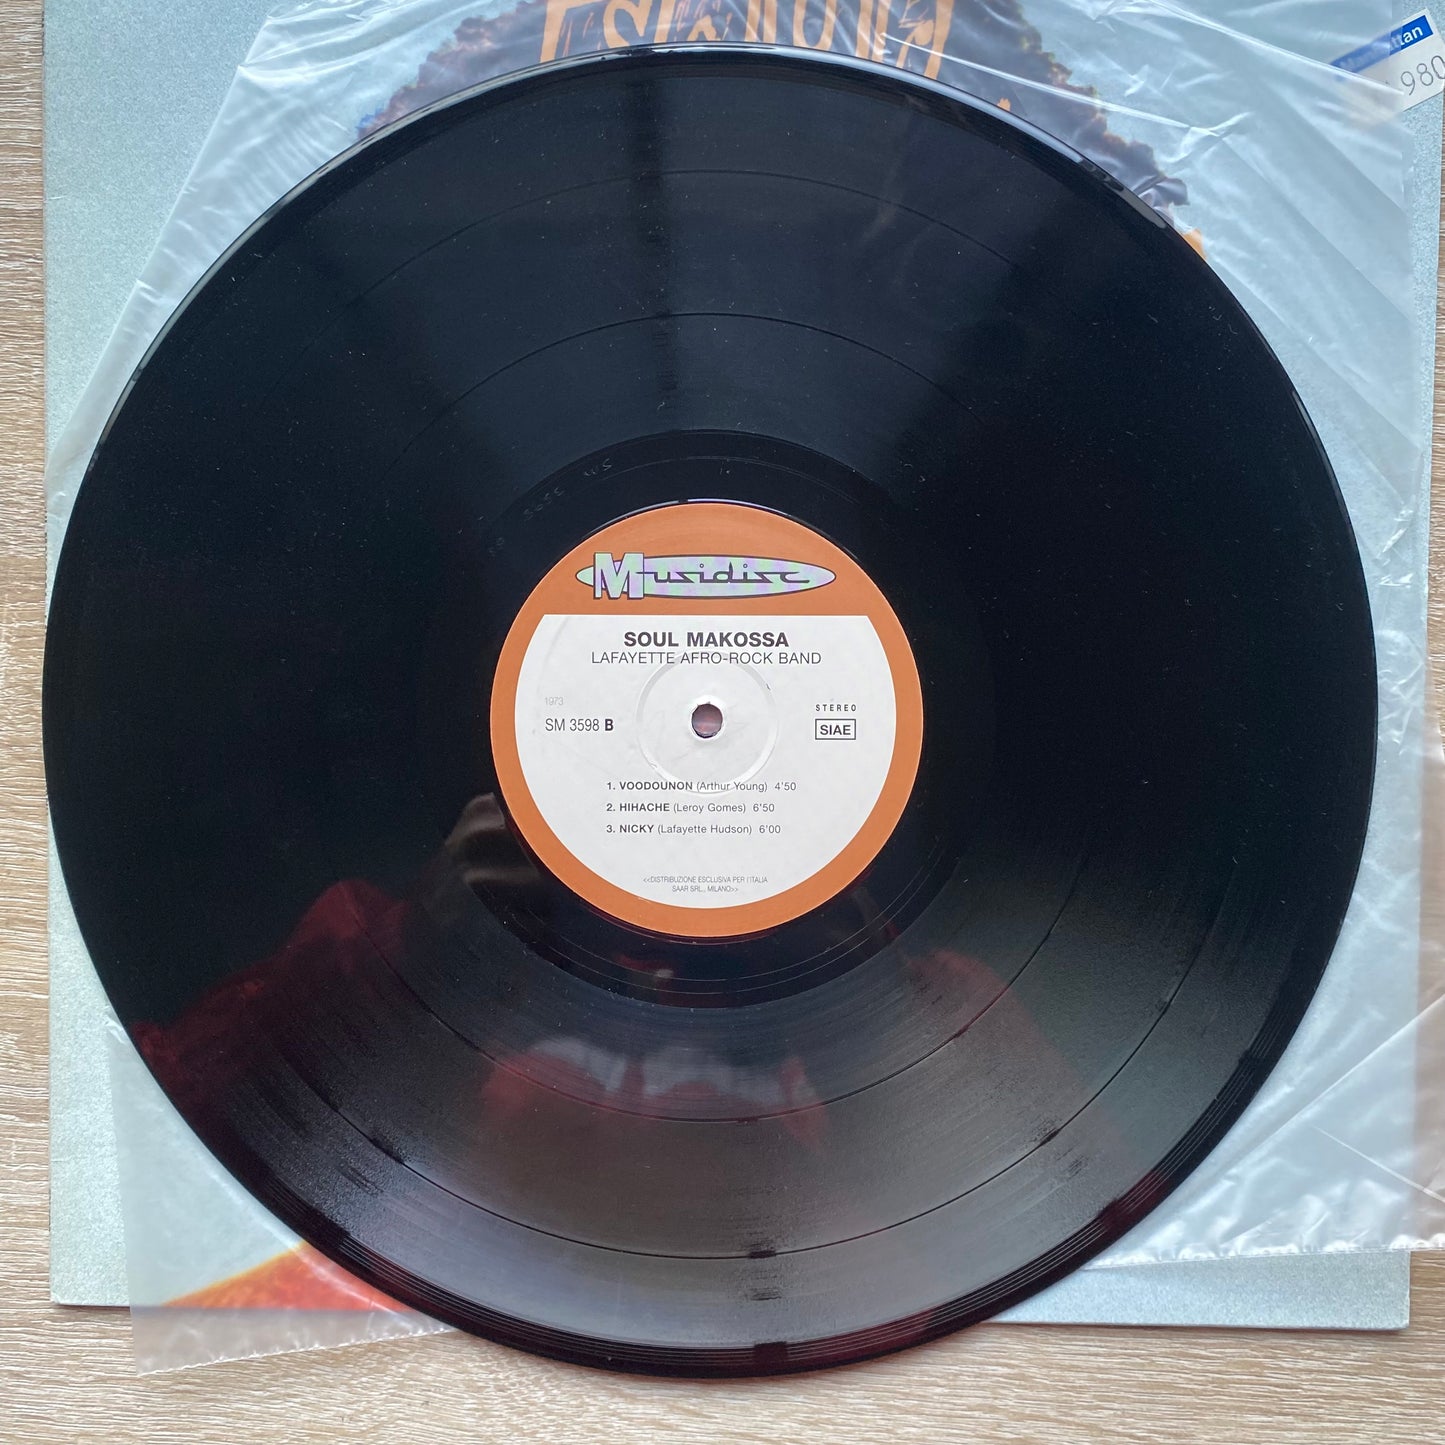 980
Musidisc
SOUL MAKOSSA
LAFAYETTE AFRO-ROCK BAND
1973
STEREO
SM 3598 B
SIAE
1. VOODOUNON (Arthur Young) 4'50
2. HIHACHE (Leroy Gomes) 6'50
3. NICKY (Lafayette Hudson) 6'00
<<DISTRIBUZIONE ESCLUSIVA PER l'ITALIA
SAAR SRL., MILANO>>